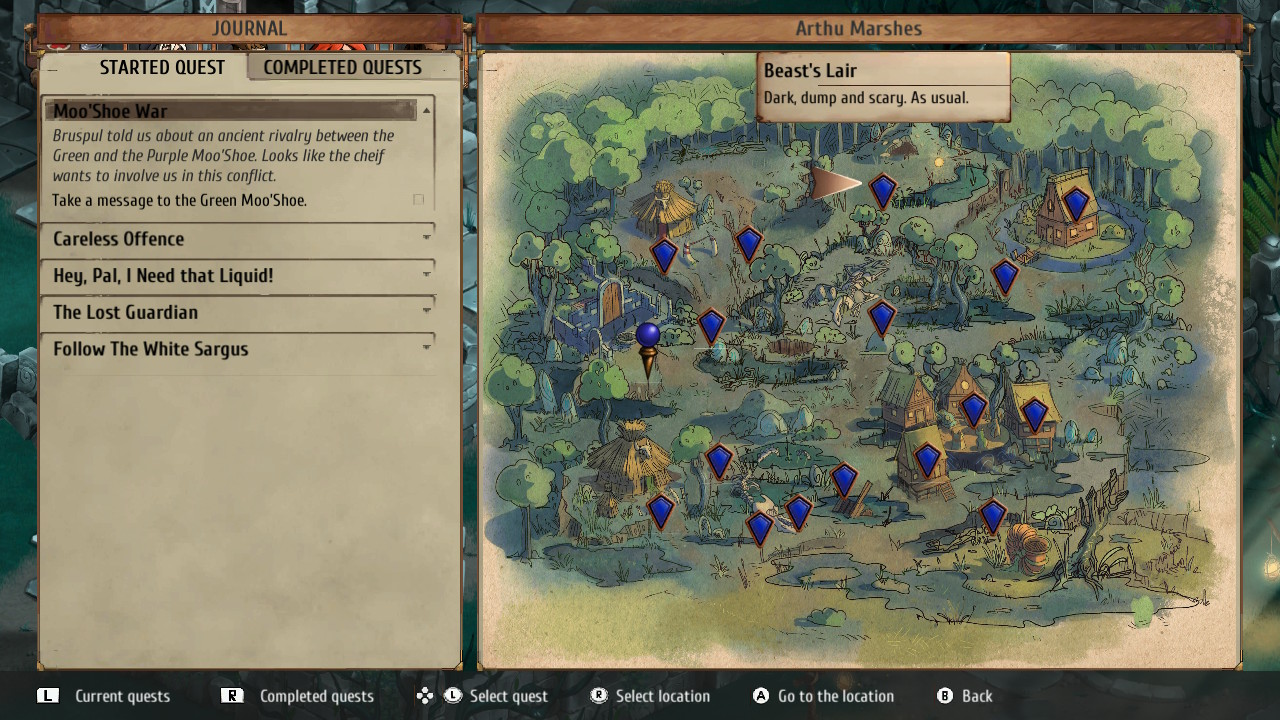 JOURNAL
STARTED QUEST
COMPLETED QUESTS
Moo'Shoe War
Bruspul told us about an ancient rivalry between the
Green and the Purple Moo'Shoe. Looks like the cheif
wants to involve us in this conflict.
Take a message to the Green Moo'Shoe.
Careless Offence
Hey, Pal, I Need that Liquid!
The Lost Guardian
Follow The White Sargus
Arthu Marshes
Beast's Lair
Dark, dump and scary. As usual.
L Current quests
R Completed quests
L Select quest
R Select location
A Go to the location
B Back